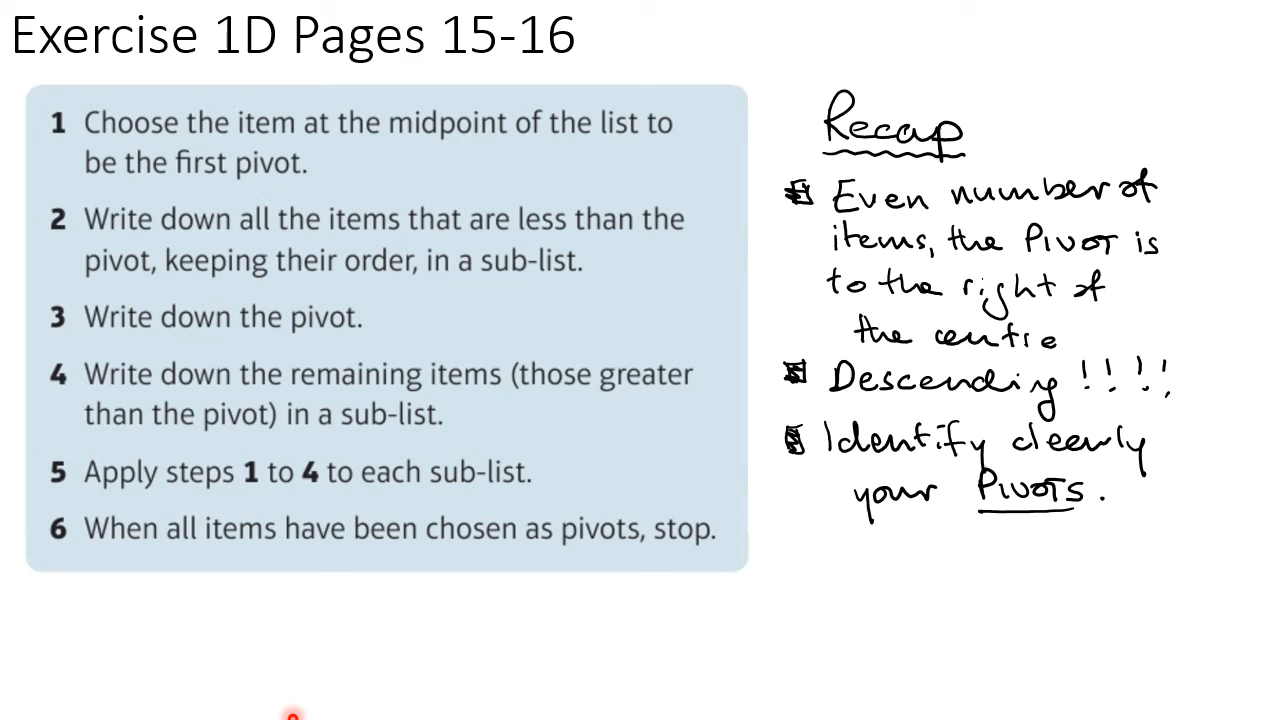 Exercise 1D Pages 15-16
1 Choose the item at the midpoint of the list to
be the first pivot.
2 Write down all the items that are less than the
pivot, keeping their order, in a sub-list.
3 Write down the pivot.
4 Write down the remaining items (those greater
than the pivot) in a sub-list.
5 Apply steps 1 to 4 to each sub-list.
6 When all items have been chosen as pivots, stop.
Recap
Even number of
items, the PIVOT is
to the right of
the centre
Descending !!!!
Identify clearly
your PIVOTS.